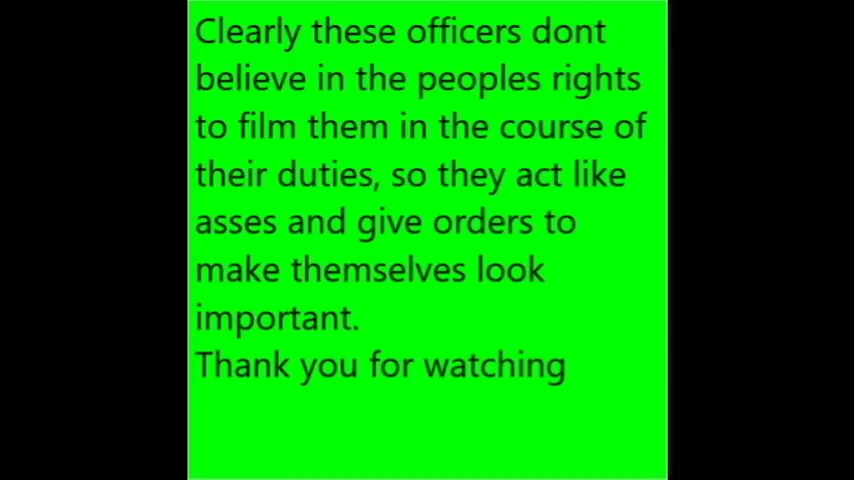 Clearly these officers dont
believe in the peoples rights
to film them in the course of
their duties, so they act like
asses and give orders to
make themselves look
important.
Thank you for watching